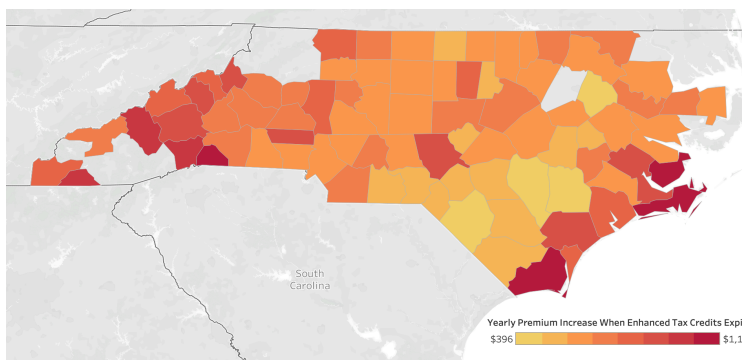 South
Carolina
Yearly Premium Increase When Enhanced Tax Credits Expi
$396
$1,1